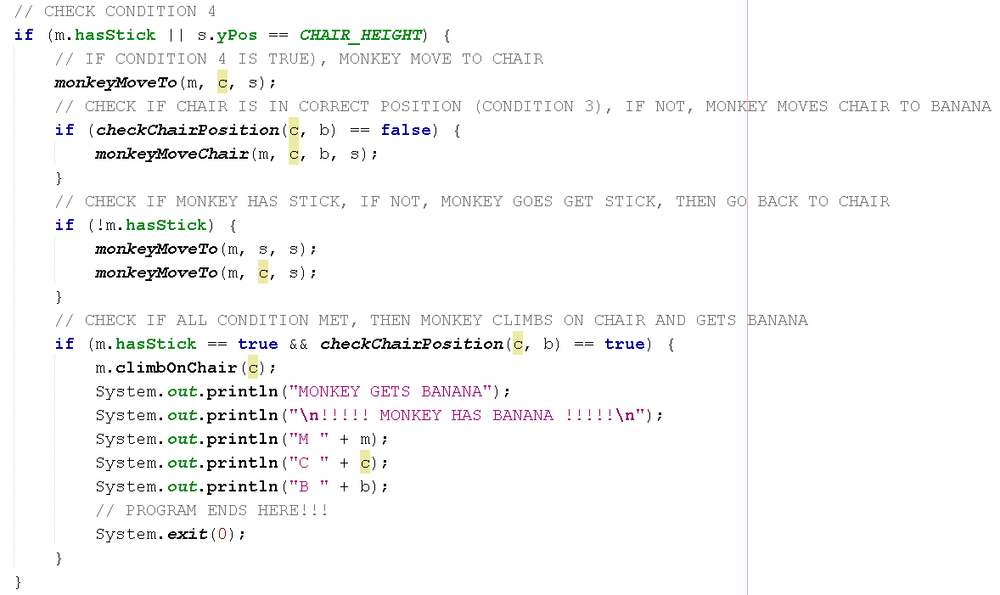 // CHECK CONDITION 4
if (m.hasStick || s.yPos == CHAIR_HEIGHT) {
// IF CONDITION 4 IS TRUE), MONKEY MOVE TO CHAIR
monkeyMoveTo(m, c, s);
// CHECK IF CHAIR IS IN CORRECT POSITION (CONDITION 3), IF NOT, MONKEY MOVES CHAIR TO BANANA
if (checkChairPosition(c, b) == false) {
monkeyMoveChair(m, c, b, s);
}
// CHECK IF MONKEY HAS STICK, IF NOT, MONKEY GOES GET STICK, THEN GO BACK TO CHAIR
if (!m.hasStick) {
monkeyMoveTo(m, s, s);
monkeyMoveTo(m, c, s);
}
// CHECK IF ALL CONDITION MET, THEN MONKEY CLIMBS ON CHAIR AND GETS BANANA
if (m.hasStick == true && checkChairPosition(c, b) == true) {
m.climbOnChair(c);
System.out.println("MONKEY GETS BANANA");
System.out.println("\n!!!!! MONKEY HAS BANANA !!!!!\n");
System.out.println("M " + m);
System.out.println("C " + c);
System.out.println("B " + b);
// PROGRAM ENDS HERE!!!
System.exit(0);
}
}